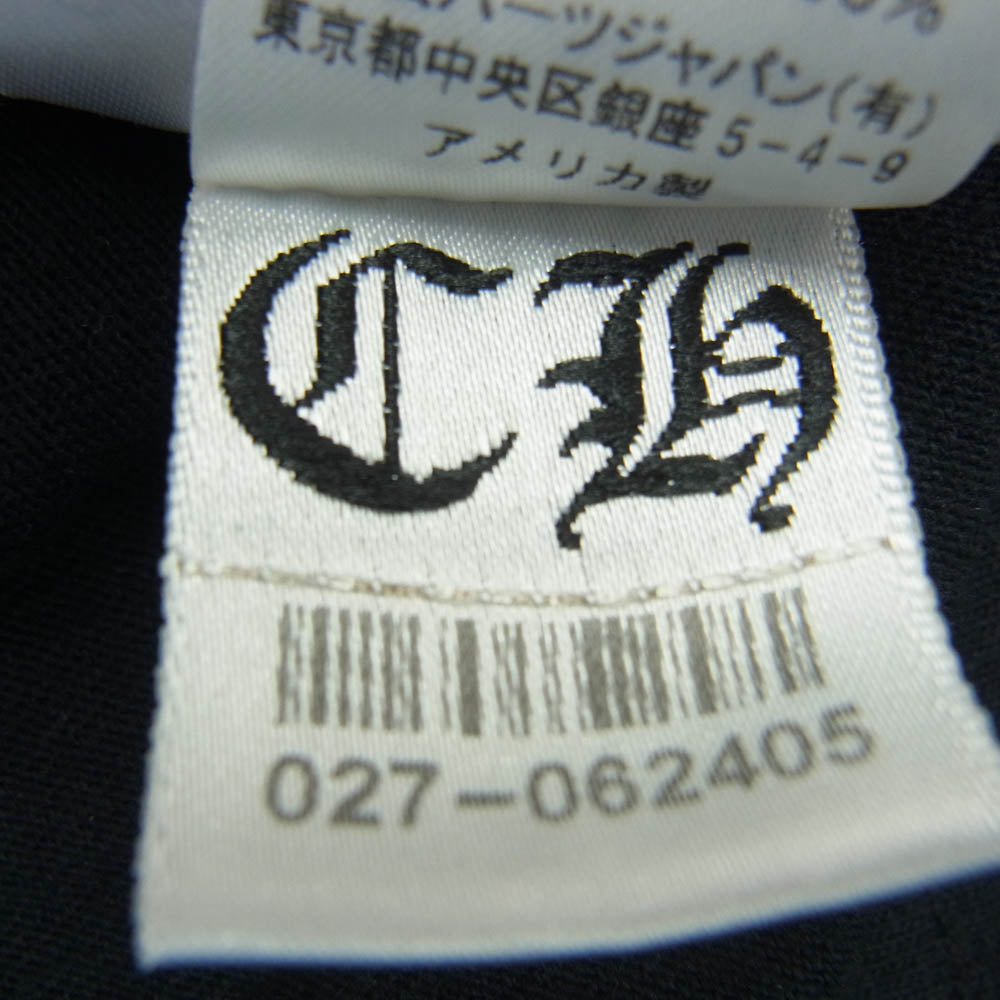 %
ハーツジャパン(有)
東京都中央区銀座5-4-9
アメリカ製
CH
027-062405